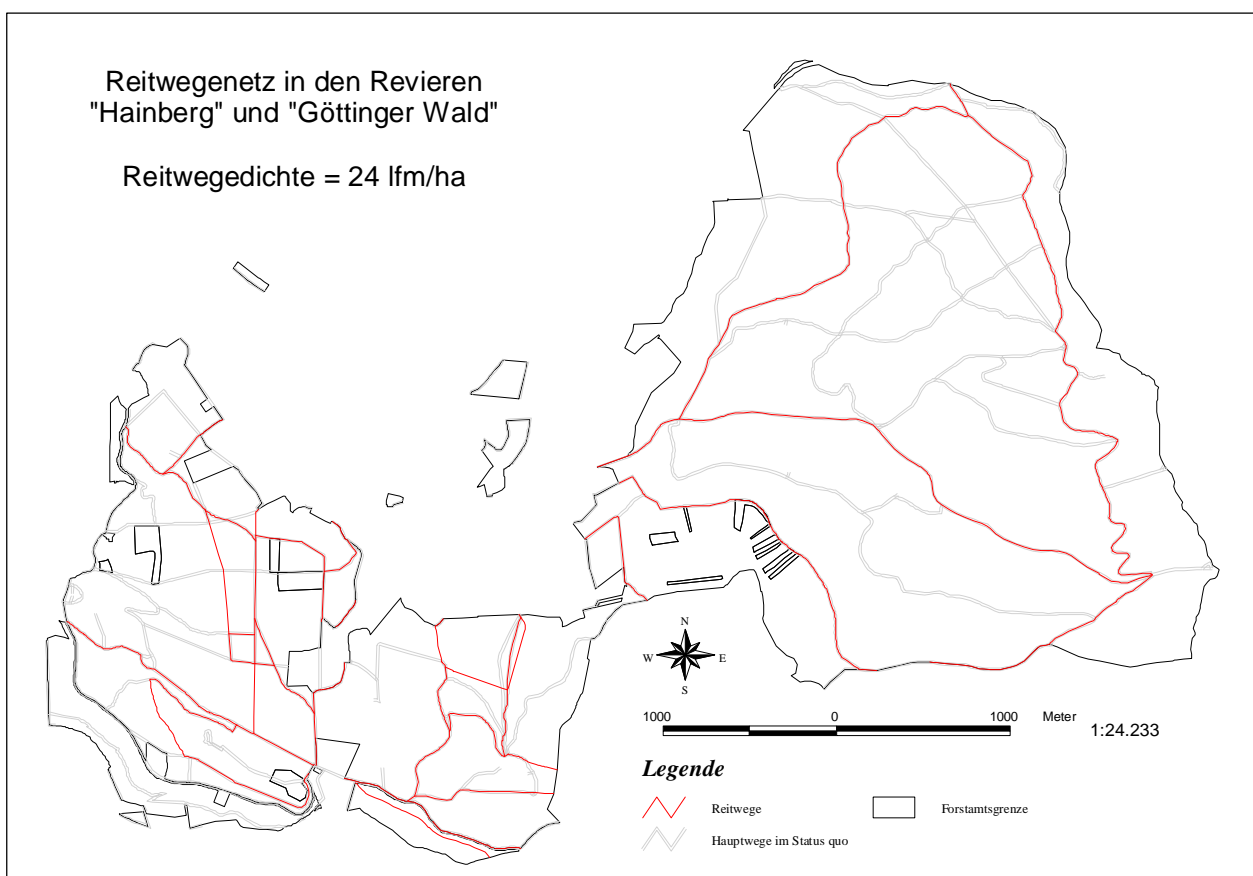 Reitwegenetz in den Revieren
"Hainberg" und "Göttinger Wald"
Reitwegedichte = 24 lfm/ha
N
W E
S
1000 0 1000 Meter
1:24.233
Legende
Reitwege Forstamtsgrenze
Hauptwege im Status quo